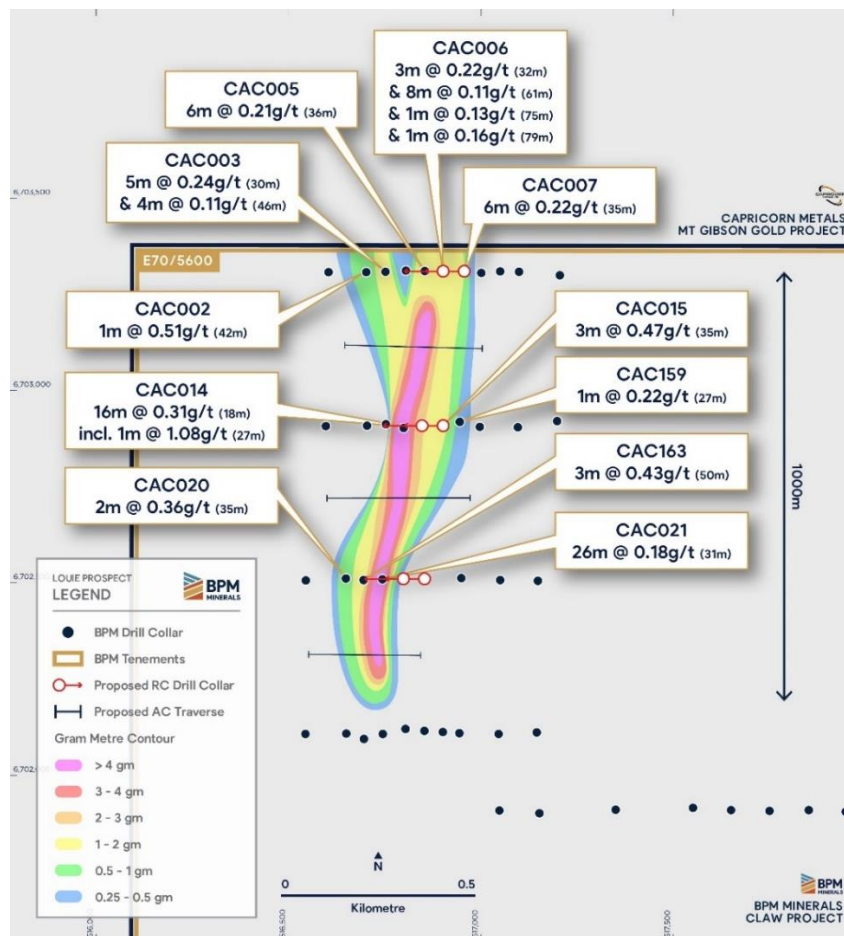 CAC006
3m @ 0.22g/t (32m)
& 8m @ 0.11g/t (61m)
& 1m @ 0.13g/t (75m)
& 1m @ 0.16g/t (79m)
CAC005
6m @ 0.21g/t (36m)
CAC003
5m @ 0.24g/t (30m)
& 4m @ 0.11g/t (46m)
CAC007
6m @ 0.22g/t (35m)
CAPRICORN METALS
MT GIBSON GOLD PROJECT
E70/5600
CAC002
1m @ 0.51g/t (42m)
CAC015
3m @ 0.47g/t (35m)
6,703,000
CAC014
16m @ 0.31g/t (18m)
incl. 1m @ 1.08g/t (27m)
CAC159
1m @ 0.22g/t (27m)
CAC163
3m @ 0.43g/t (50m)
1000m
CAC020
2m @ 0.36g/t (35m)
CAC021
26m @ 0.18g/t (31m)
LOUIE PROSPECT
LEGEND
BPM
MINERALS
BPM Drill Collar
BPM Tenements
Proposed RC Drill Collar
Proposed AC Traverse
Gram Metre Contour
> 4 gm
3 - 4 gm
2 - 3 gm
1 - 2 gm
0.5 - 1 gm
0.25 - 0.5 gm
N
0 0.5
Kilometre
BPM
MINERALS
BPM MINERALS
CLAW PROJECT